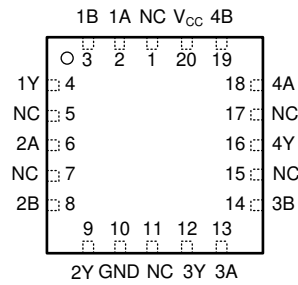 1B 1A NC VCC 4B
3 2 1 20 19
1Y 4 18 4A
NC 5 17 NC
2A 6 16 4Y
NC 7 15 NC
2B 8 14 3B
9 10 11 12 13
2Y GND NC 3Y 3A